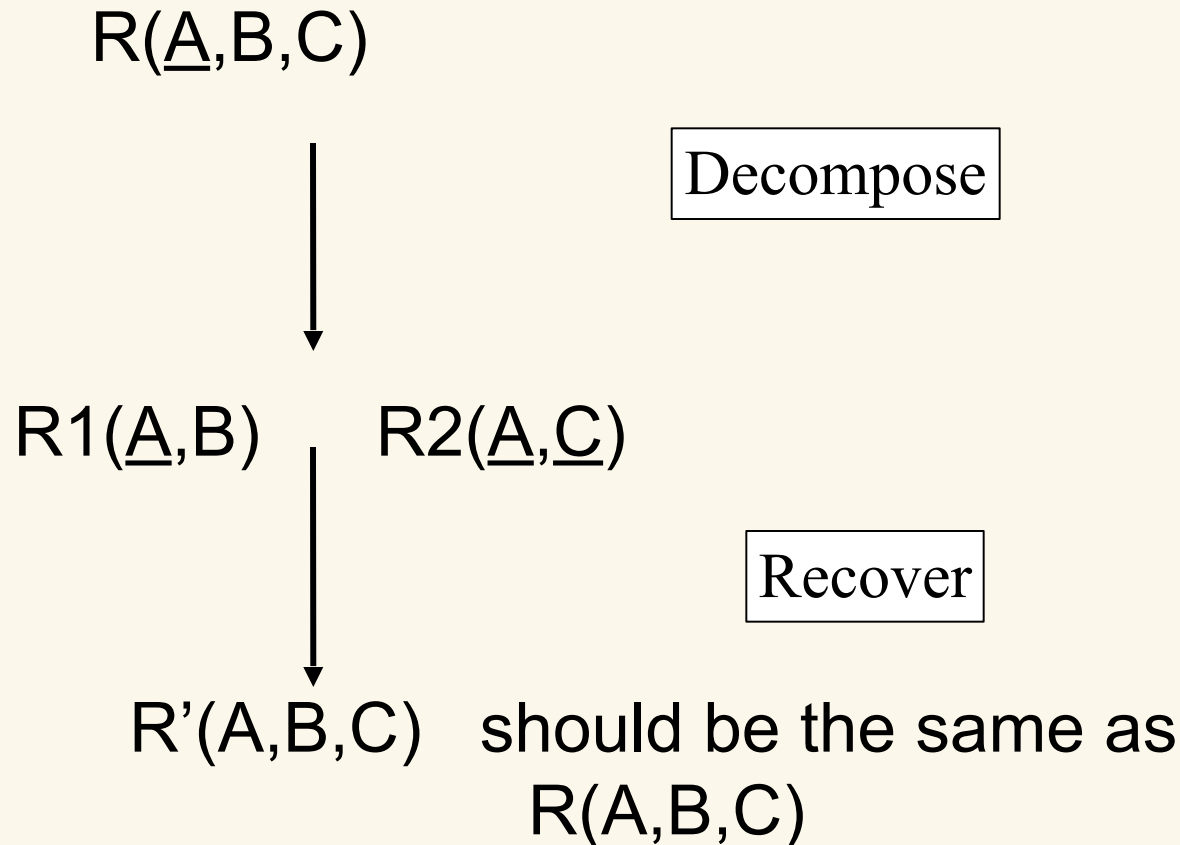 R(A,B,C)
Decompose
R1(A,B) R2(A,C)
Recover
R’(A,B,C) should be the same as
R(A,B,C)